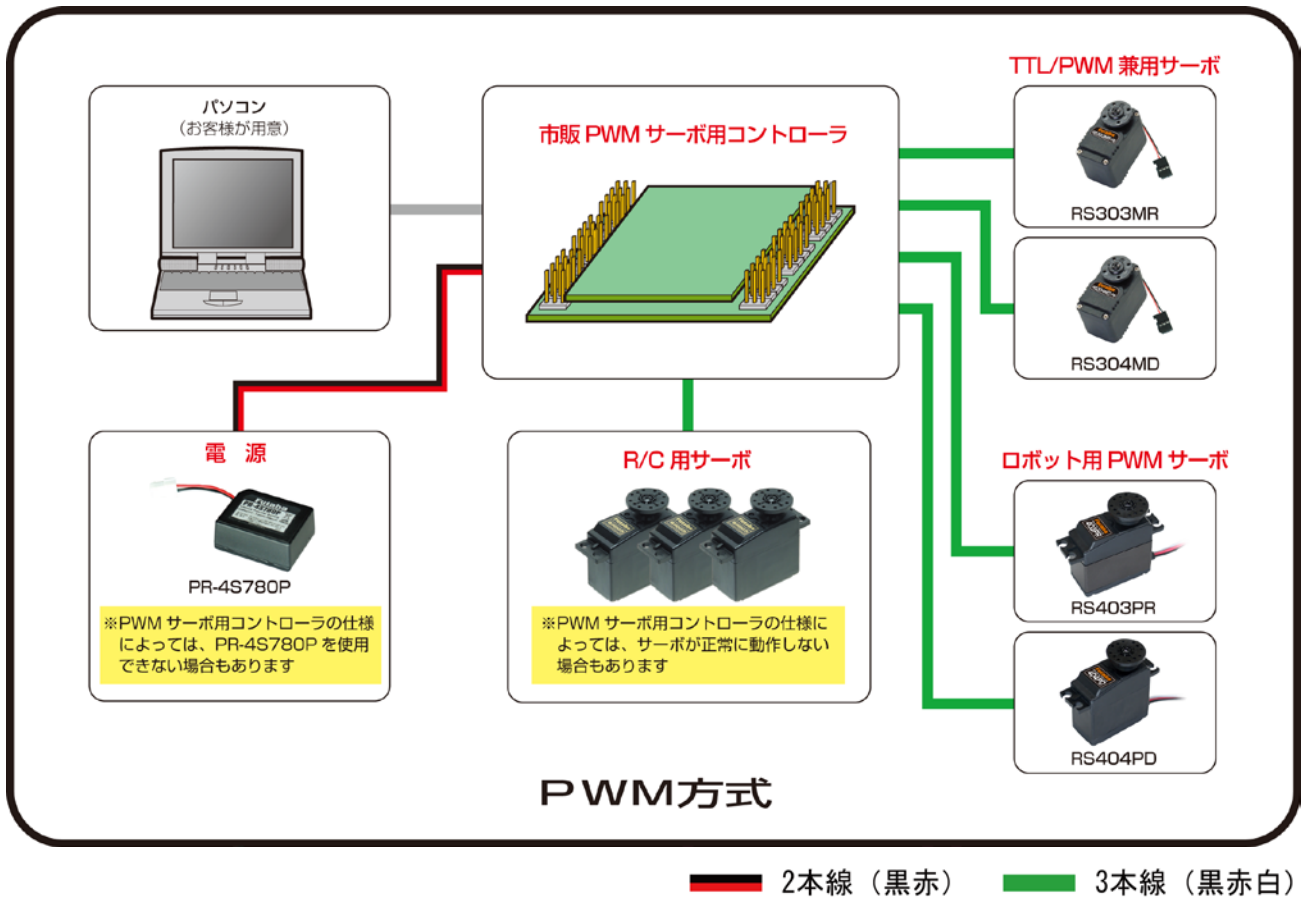 パソコン
(お客様が用意)
市販 PWM サーボ用コントローラ
TTL/PWM 兼用サーボ
RS303MR
RS304MD
電 源
Futaba
PR-4S780P
PR-4S780P
※PWM サーボ用コントローラの仕様
によっては、PR-4S780P を使用
できない場合もあります
R/C 用サーボ
※PWM サーボ用コントローラの仕様に
よっては、サーボが正常に動作しない
場合もあります
ロボット用 PWM サーボ
RS403PR
RS404PD
PWM方式
2本線（黒赤）
3本線（黒赤白）